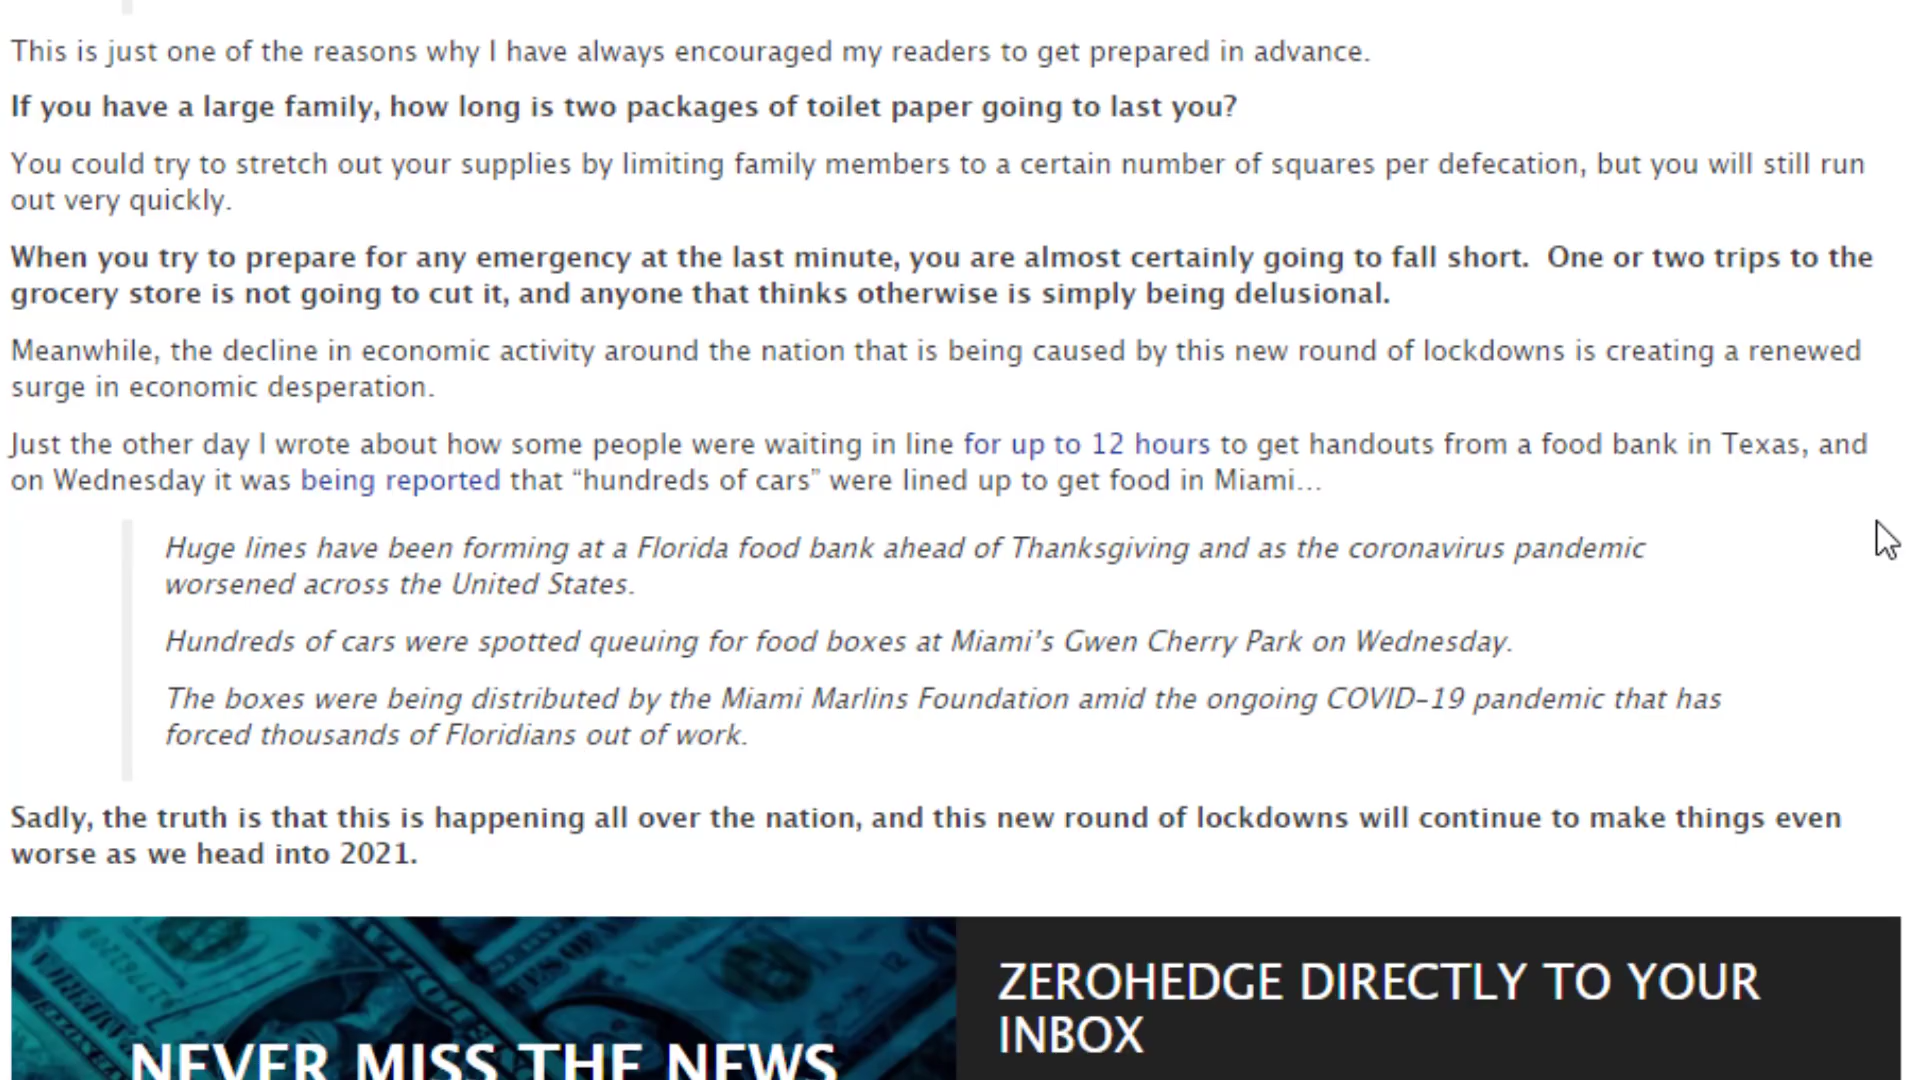 This is just one of the reasons why I have always encouraged my readers to get prepared in advance.
If you have a large family, how long is two packages of toilet paper going to last you?
You could try to stretch out your supplies by limiting family members to a certain number of squares per defecation, but you will still run
out very quickly.
When you try to prepare for any emergency at the last minute, you are almost certainly going to fall short.  One or two trips to the
grocery store is not going to cut it, and anyone that thinks otherwise is simply being delusional.
Meanwhile, the decline in economic activity around the nation that is being caused by this new round of lockdowns is creating a renewed
surge in economic desperation.
Just the other day I wrote about how some people were waiting in line for up to 12 hours to get handouts from a food bank in Texas, and
on Wednesday it was being reported that “hundreds of cars” were lined up to get food in Miami…
Huge lines have been forming at a Florida food bank ahead of Thanksgiving and as the coronavirus pandemic
worsened across the United States.
Hundreds of cars were spotted queuing for food boxes at Miami’s Gwen Cherry Park on Wednesday.
The boxes were being distributed by the Miami Marlins Foundation amid the ongoing COVID-19 pandemic that has
forced thousands of Floridians out of work.
Sadly, the truth is that this is happening all over the nation, and this new round of lockdowns will continue to make things even
worse as we head into 2021.
NEVER MISS THE NEWS
ZEROHEDGE DIRECTLY TO YOUR
INBOX